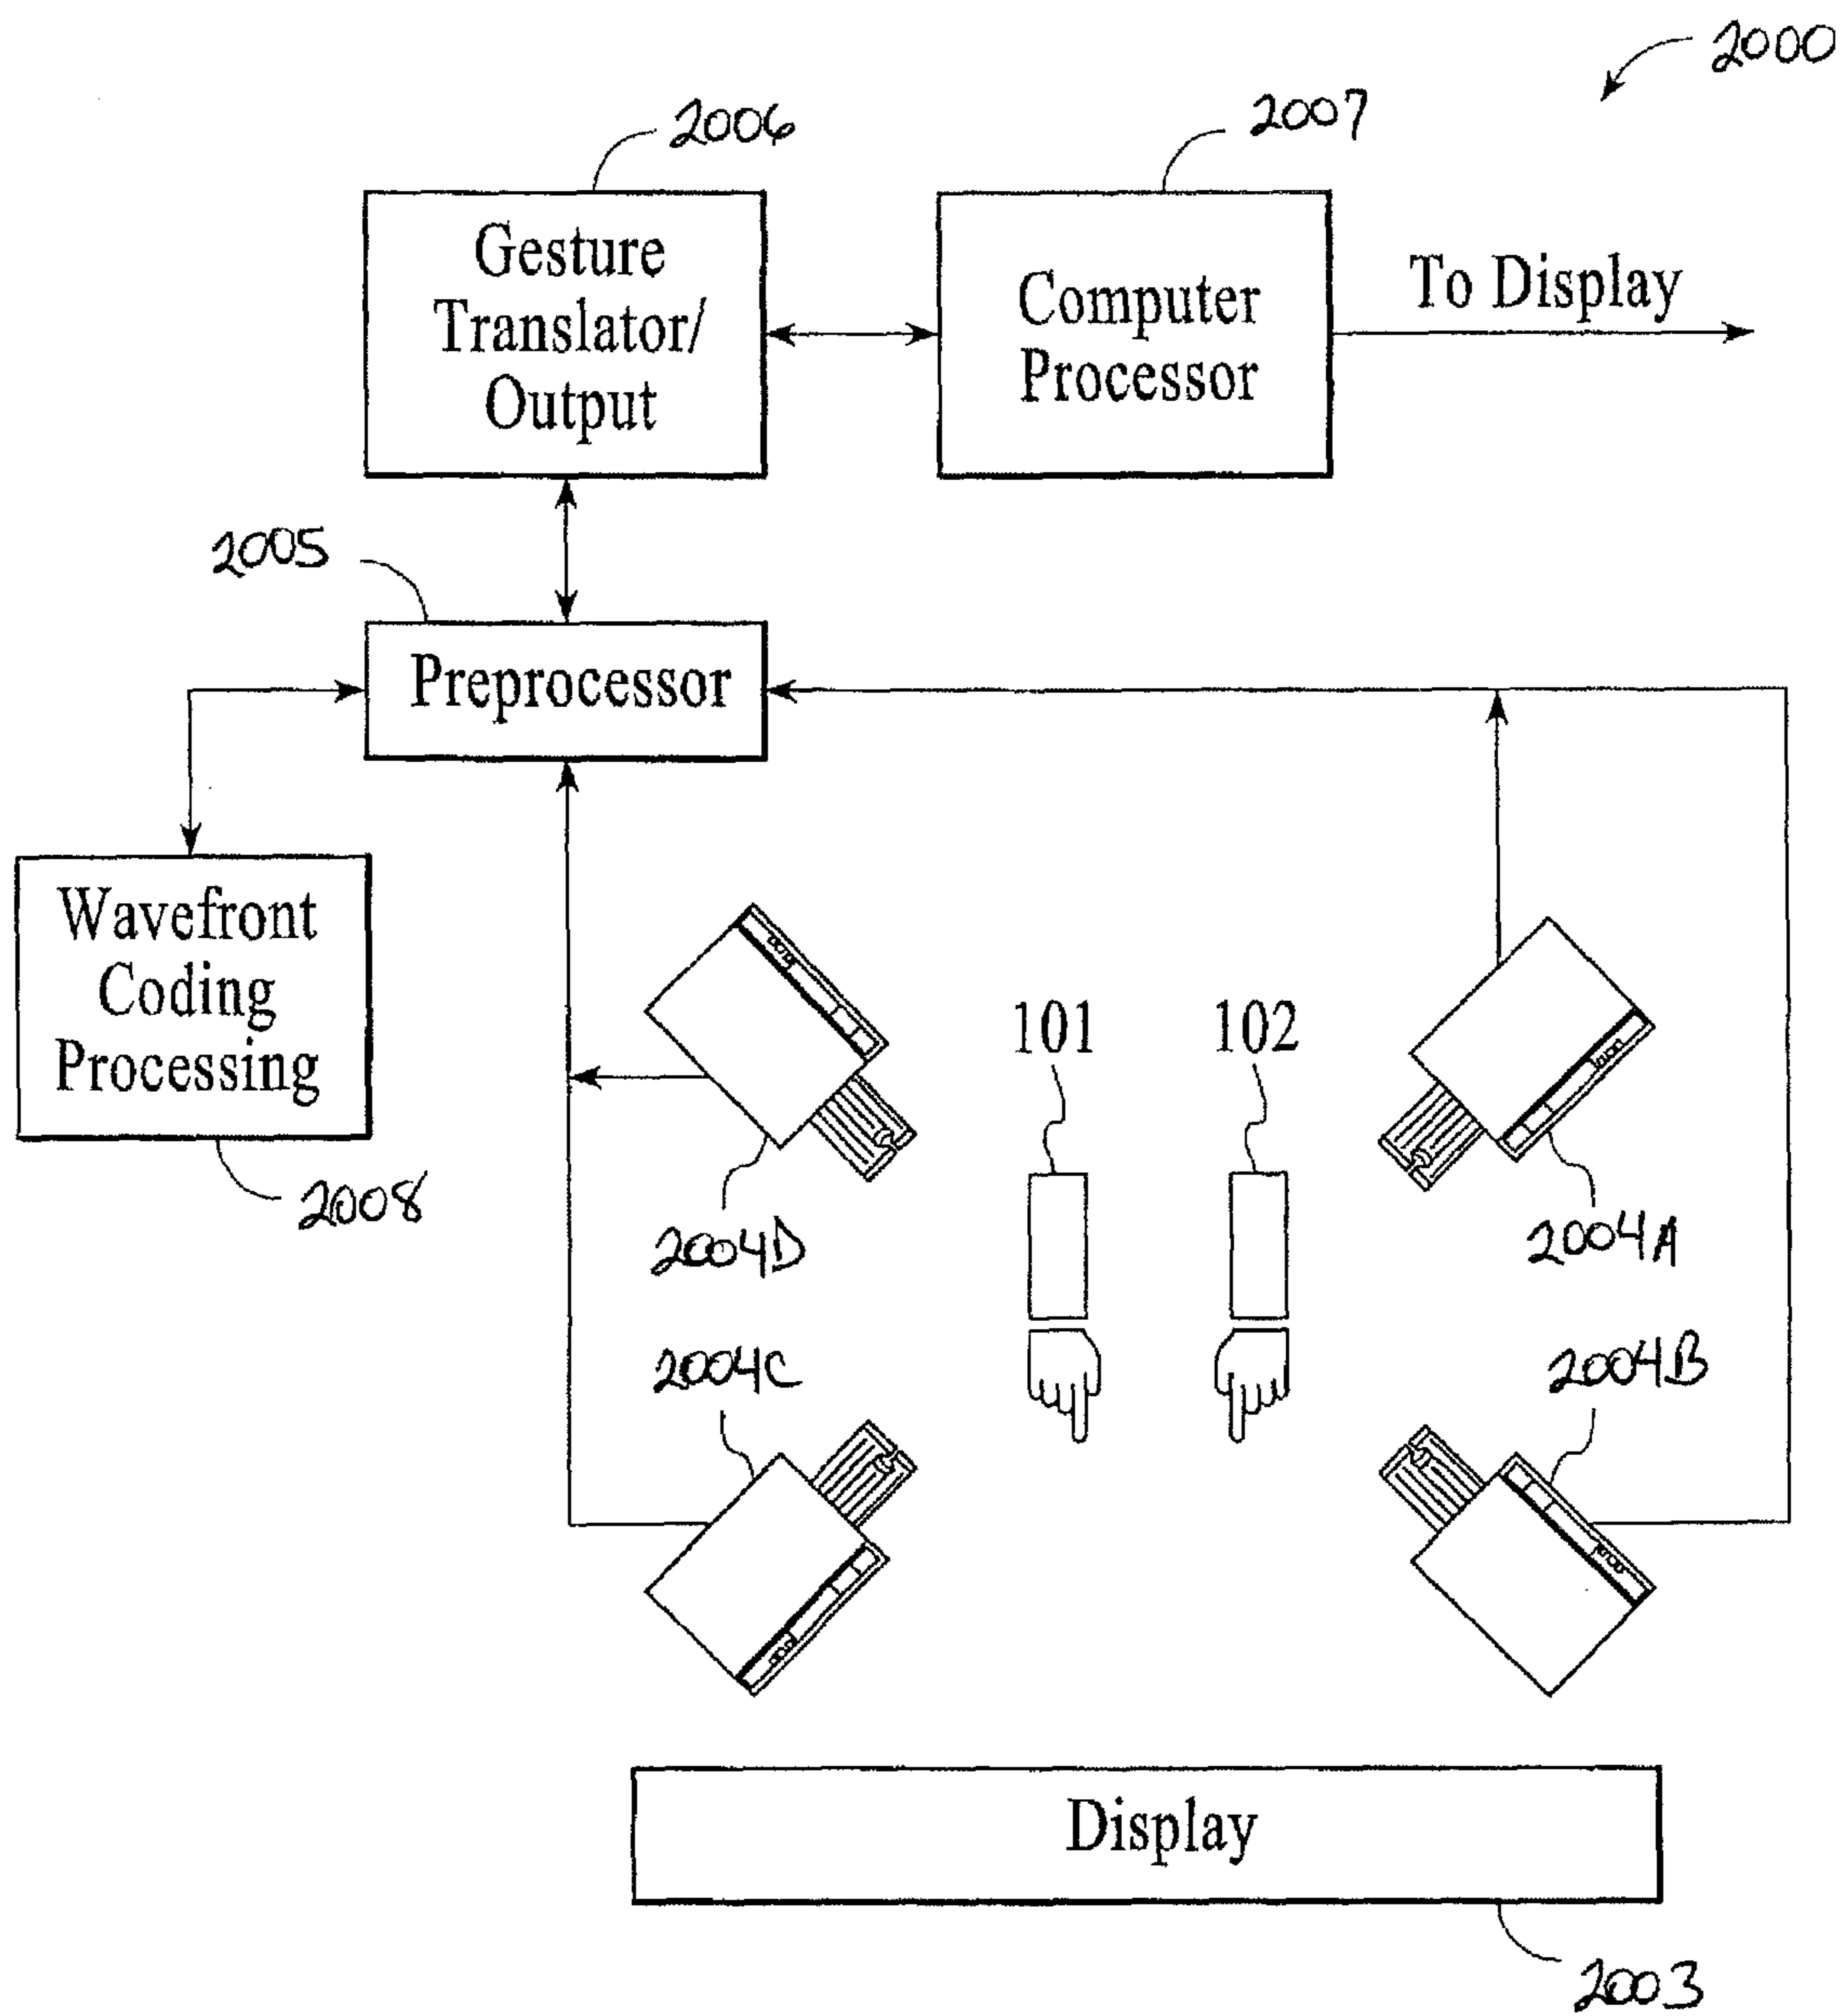 2000
2006
2007
Gesture
Translator/
Output
Computer
Processor
To Display
2005
Preprocessor
Wavefront
Coding
Processing
2008
101
102
2004D
2004A
2004C
2004B
Display
2003